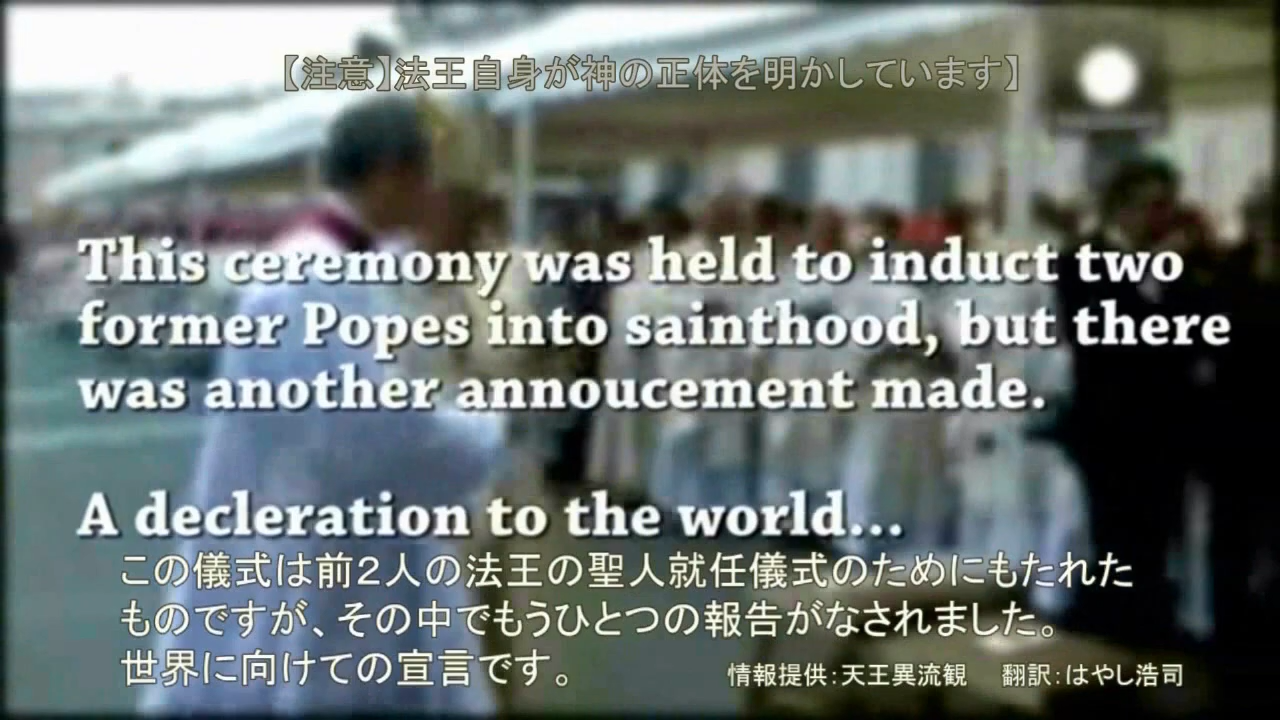 【注意】法王自身が神の正体を明かしています】
This ceremony was held to induct two
former Popes into sainthood, but there
was another annoucement made.
A decleration to the world...
この儀式は前２人の法王の聖人就任儀式のためにもたれた
ものですが、その中でもうひとつの報告がなされました。
世界に向けての宣言です。
情報提供：天王異流観　翻訳：はやし浩司